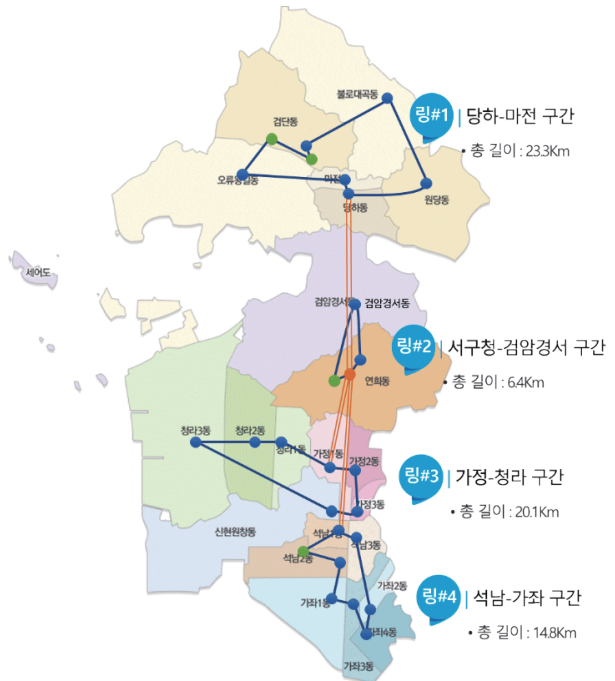 불로대곡동
링#1 | 당하-마전 구간
• 총 길이 : 23.3Km
검단동
오류왕길동
마전
원당동
당하동
세어도
검암경서동
검암경서동
링#2 | 서구청-검암경서 구간
• 총 길이 : 6.4Km
연희동
청라3동
청라2동
청라1동
가정1동
가정2동
링#3 | 가정-청라 구간
• 총 길이 : 20.1Km
가정3동
신현원창동
석남1동
석남3동
석남2동
가좌2동
링#4 | 석남-가좌 구간
가좌1동
• 총 길이 : 14.8Km
가좌4동
가좌3동